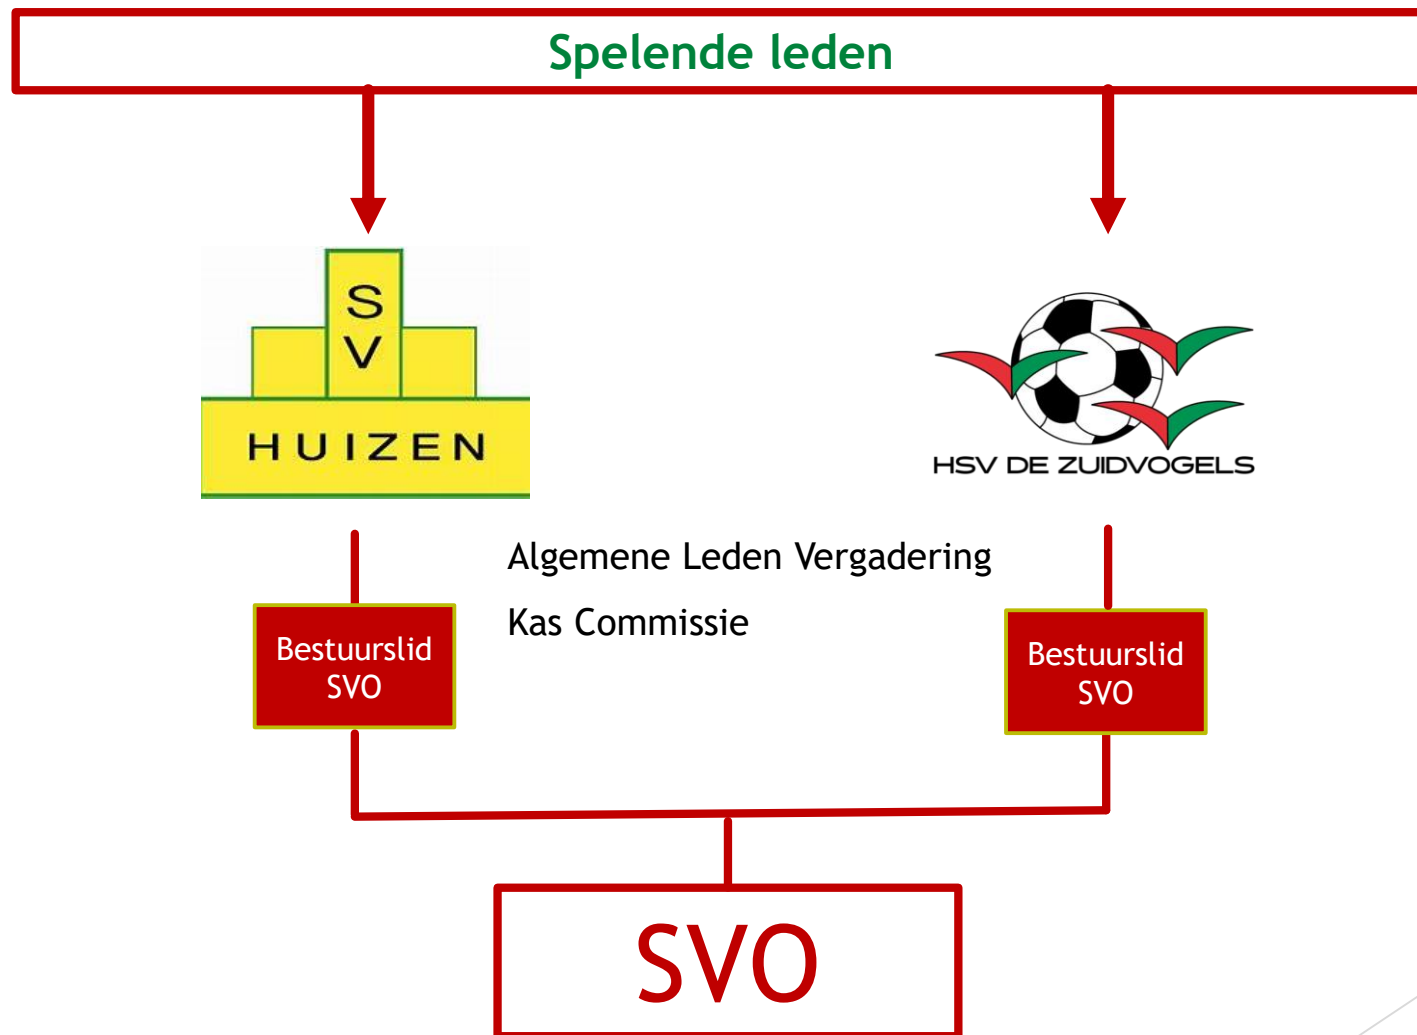 Spelende leden
S
V
HUIZEN
HSV DE ZUIDVOGELS
Algemene Leden Vergadering
Kas Commissie
Bestuurslid
SVO
Bestuurslid
SVO
SVO